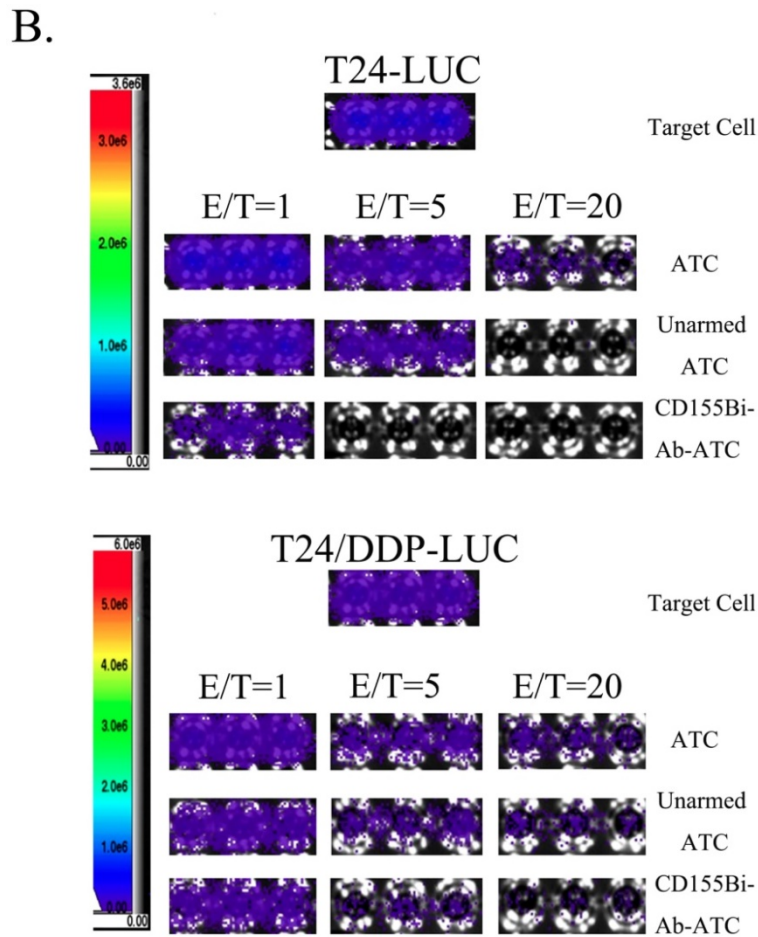 B.
T24-LUC
3.6e6
Target Cell
3.0e6
E/T=1 E/T=5 E/T=20
2.0e6
ATC
Unarmed
1.0e6
ATC
CD155Bi-
0.00
Ab-ATC
0.00
T24/DDP-LUC
6.0e6
Target Cell
5.0e6
4.0e6
E/T=1 E/T=5 E/T=20
3.0e6
ATC
2.0e6
Unarmed
1.0e6
ATC
CD155Bi-
0.00
0.00
Ab-ATC